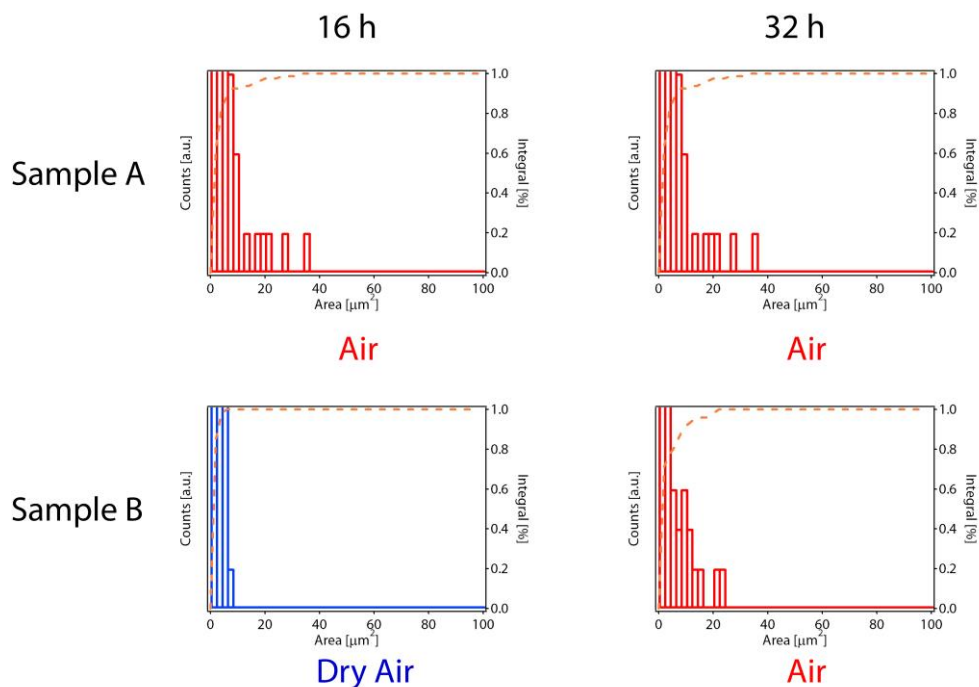 16 h 32 h
Sample A
Counts [a.u.]
1.0
0.8
0.6
0.4
0.2
0.0
Integral [%]
0 20 40 60 80 100
Area [μm²]
Air
Counts [a.u.]
1.0
0.8
0.6
0.4
0.2
0.0
Integral [%]
0 20 40 60 80 100
Area [μm²]
Air
Sample B
Counts [a.u.]
1.0
0.8
0.6
0.4
0.2
0.0
Integral [%]
0 20 40 60 80 100
Area [μm²]
Dry Air
Counts [a.u.]
1.0
0.8
0.6
0.4
0.2
0.0
Integral [%]
0 20 40 60 80 100
Area [μm²]
Air